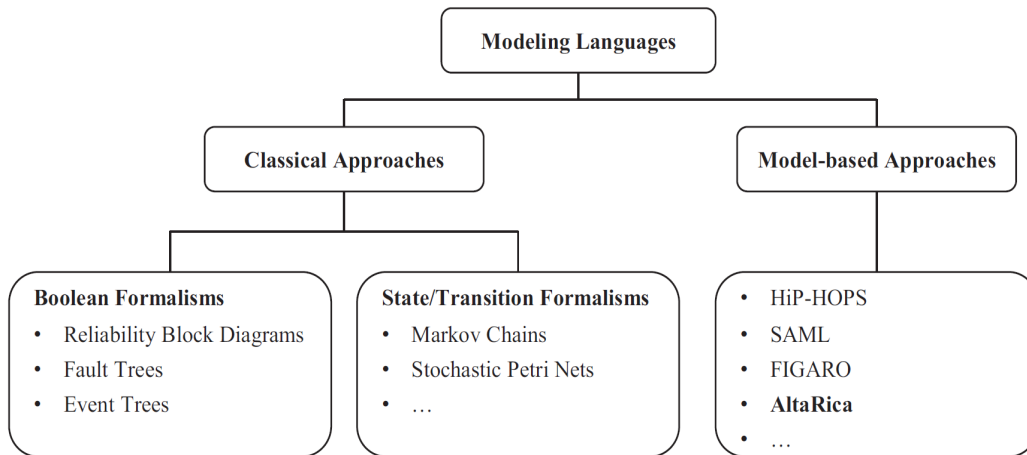 Modeling Languages
Classical Approaches
Model-based Approaches
Boolean Formalisms
• Reliability Block Diagrams
• Fault Trees
• Event Trees
State/Transition Formalisms
• Markov Chains
• Stochastic Petri Nets
• …
• HiP-HOPS
• SAML
• FIGARO
• AltaRica
• …